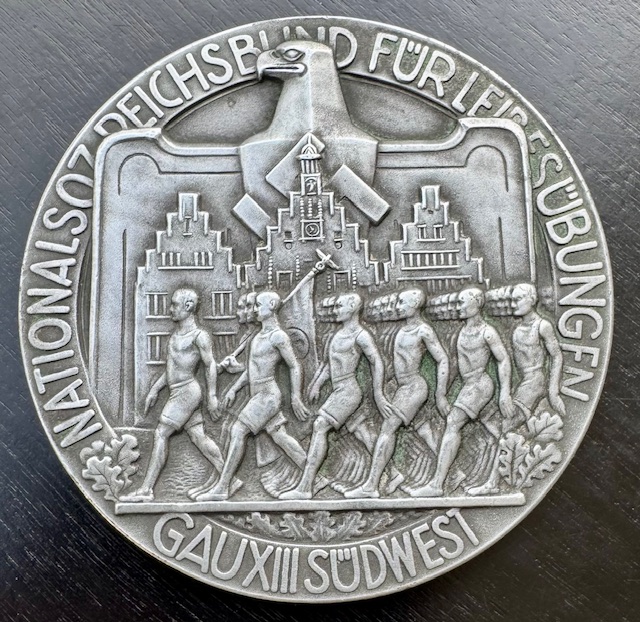 NATIONALSOZ REICHSBUND FÜR LEIBESÜBUNGEN
GAU XIII SÜDWEST